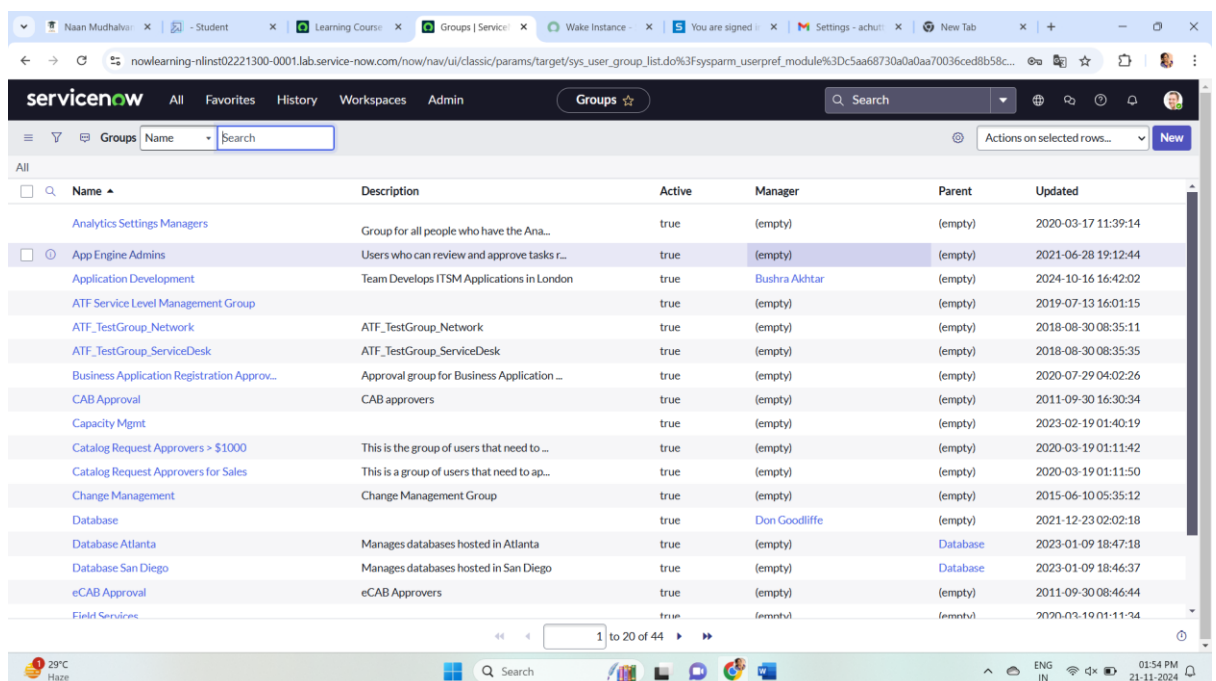 Naan Mudhalva
- Student
Learning Course
Groups | Service
Wake Instance -
You are signed i
Settings - achutt
New Tab
nowlearning-nlinst02221300-0001.lab.service-now.com/now/nav/ui/classic/params/target/sys_user_group_list.do%3Fsysparm_userpref_module%3Dc5aa68730a0a0aa70036ced8b58c...
servicenow All Favorites History Workspaces Admin Groups Search
Groups Name Search Actions on selected rows... New
All
Name Description Active Manager Parent Updated
Analytics Settings Managers Group for all people who have the Ana... true (empty) (empty) 2020-03-17 11:39:14
App Engine Admins Users who can review and approve tasks r... true (empty) (empty) 2021-06-28 19:12:44
Application Development Team Develops ITSM Applications in London true Bushra Akhtar (empty) 2024-10-16 16:42:02
ATF Service Level Management Group true (empty) (empty) 2019-07-13 16:01:15
ATF_TestGroup_Network ATF_TestGroup_Network true (empty) (empty) 2018-08-30 08:35:11
ATF_TestGroup_ServiceDesk ATF_TestGroup_ServiceDesk true (empty) (empty) 2018-08-30 08:35:35
Business Application Registration Approv... Approval group for Business Application ... true (empty) (empty) 2020-07-29 04:02:26
CAB Approval CAB approvers true (empty) (empty) 2011-09-30 16:30:34
Capacity Mgmt true (empty) (empty) 2023-02-19 01:40:19
Catalog Request Approvers > $1000 This is the group of users that need to ... true (empty) (empty) 2020-03-19 01:11:42
Catalog Request Approvers for Sales This is a group of users that need to ap... true (empty) (empty) 2020-03-19 01:11:50
Change Management Change Management Group true (empty) (empty) 2015-06-10 05:35:12
Database true Don Goodliffe (empty) 2021-12-23 02:02:18
Database Atlanta Manages databases hosted in Atlanta true (empty) Database 2023-01-09 18:47:18
Database San Diego Manages databases hosted in San Diego true (empty) Database 2023-01-09 18:46:37
eCAB Approval eCAB Approvers true (empty) (empty) 2011-09-30 08:46:44
Field Services true (empty) (empty) 2020-03-19 01:11:34
1 to 20 of 44
1 29°C
Haze
Search
ENG
IN
01:54 PM
21-11-2024